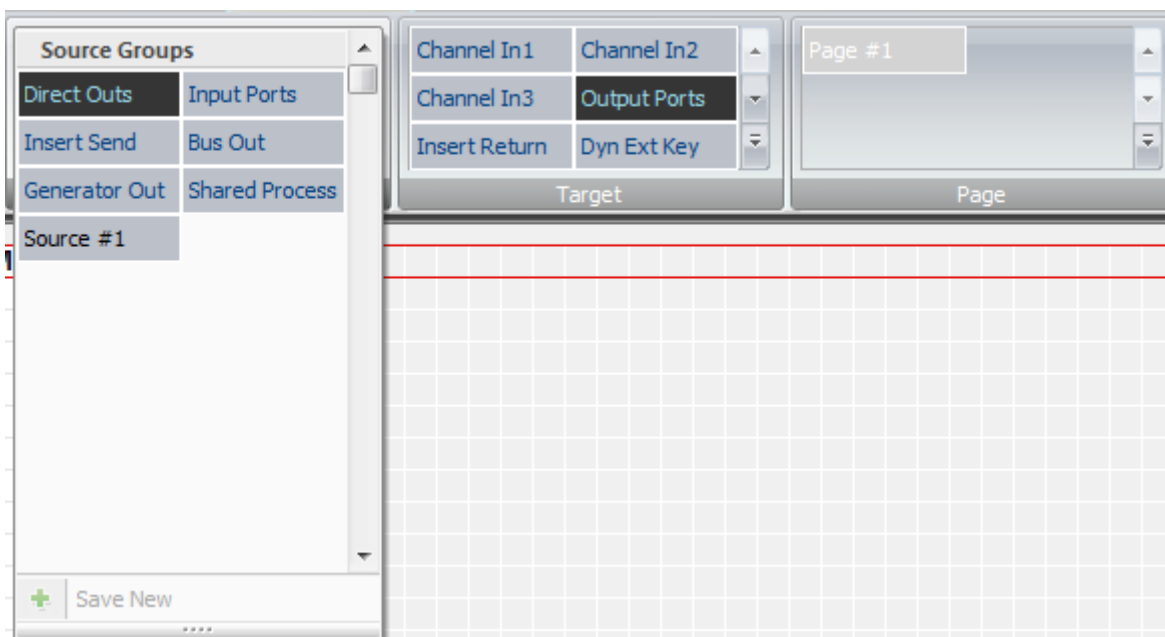 Source Groups
Direct Outs Input Ports
Insert Send Bus Out
Generator Out Shared Process
Source #1
Save New
Channel In1 Channel In2
Channel In3 Output Ports
Insert Return Dyn Ext Key
Target
Page #1
Page